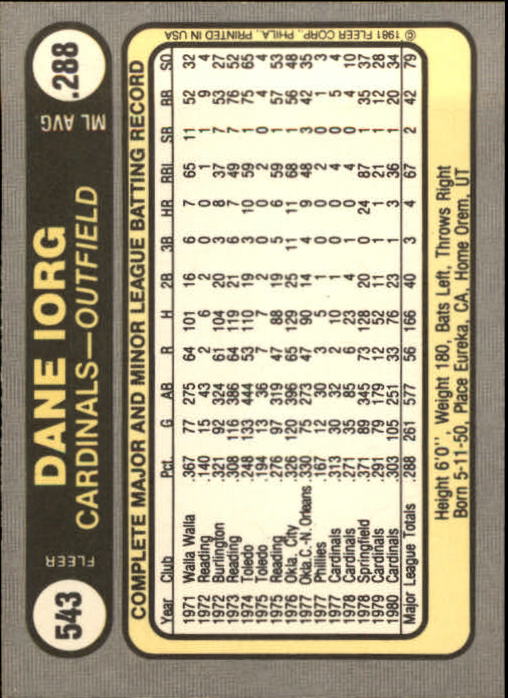 543
FLEER
DANE IORG
CARDINALS—OUTFIELD
ML AVG.
.288
COMPLETE MAJOR AND MINOR LEAGUE BATTING RECORD
Year Club Pct. G AB R H 2B 3B HR RBI SB BB SO
1971 Walla Walla .367 77 275 64 101 16 6 7 65 11 52 32
1972 Reading .140 15 43 2 6 2 0 0 1 1 9 4
1972 Burlington .321 92 324 61 104 20 3 8 37 7 53 27
1973 Reading .308 116 386 64 119 21 6 7 49 7 76 52
1974 Toledo .248 133 444 53 110 19 3 10 59 7 75 65
1975 Toledo .194 13 36 7 7 2 0 0 2 0 4 4
1975 Reading .276 97 319 47 88 19 5 6 59 1 57 53
1976 Okla. City .326 120 396 65 129 25 11 11 68 1 56 48
1977 Okla.C.-N.Orleans .330 75 273 47 90 14 4 9 48 3 42 35
1977 Phillies .167 12 30 3 5 1 0 0 2 0 1 3
1977 Cardinals .313 30 32 2 10 1 0 0 4 0 5 4
1978 Cardinals .271 35 85 6 23 4 1 0 4 0 4 10
1978 Springfield .371 89 345 73 128 20 0 24 87 1 35 37
1979 Cardinals .291 79 179 12 52 11 1 1 21 1 12 28
1980 Cardinals .303 105 251 33 76 23 1 3 36 1 20 34
Major League Totals .288 261 577 56 166 40 3 4 67 2 42 79
Height 6'0", Weight 180, Bats Left, Throws Right
Born 5-11-50, Place Eureka, CA, Home Orem, UT
© 1981 FLEER CORP., PHILA., PRINTED IN USA